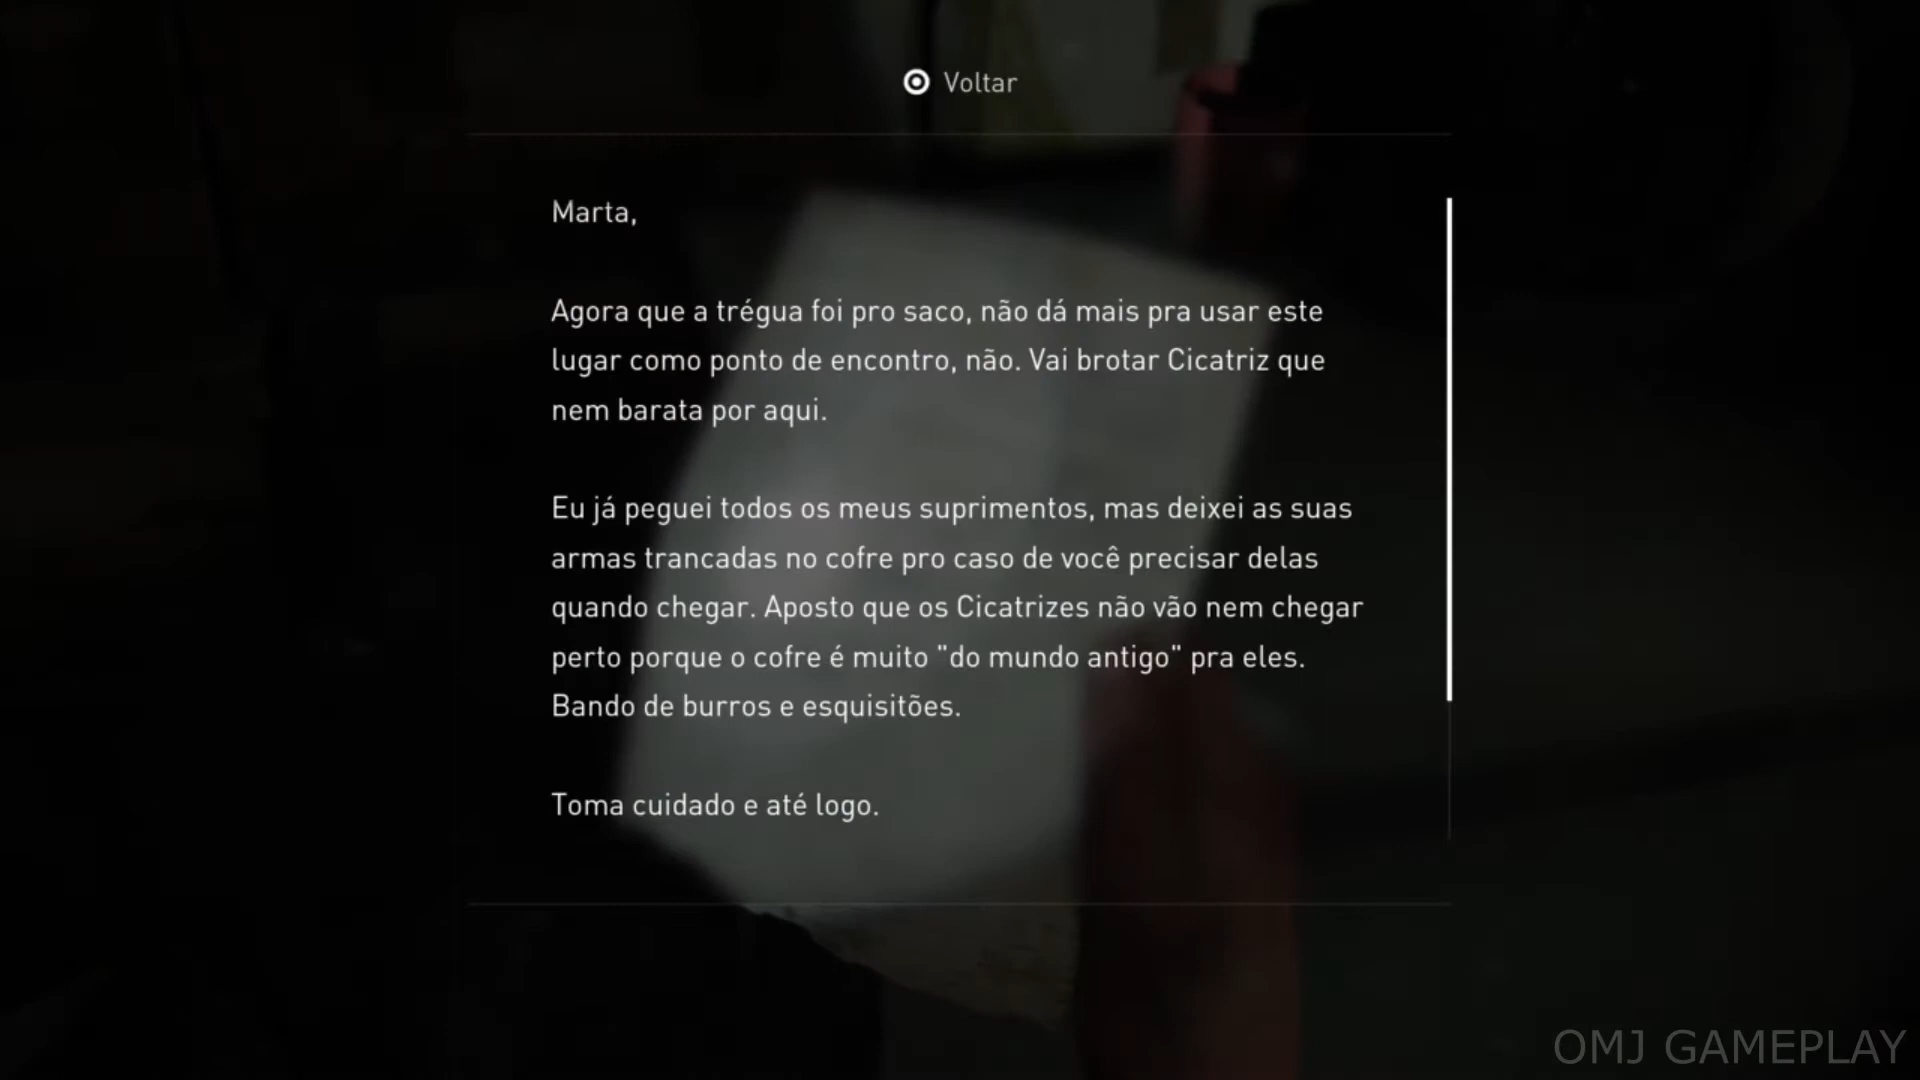 Voltar
Marta,
Agora que a trégua foi pro saco, não dá mais pra usar este
lugar como ponto de encontro, não. Vai brotar Cicatriz que
nem barata por aqui.
Eu já peguei todos os meus suprimentos, mas deixei as suas
armas trancadas no cofre pro caso de você precisar delas
quando chegar. Aposto que os Cicatrizes não vão nem chegar
perto porque o cofre é muito "do mundo antigo" pra eles.
Bando de burros e esquisitões.
Toma cuidado e até logo.
OMJ GAMEPLAY